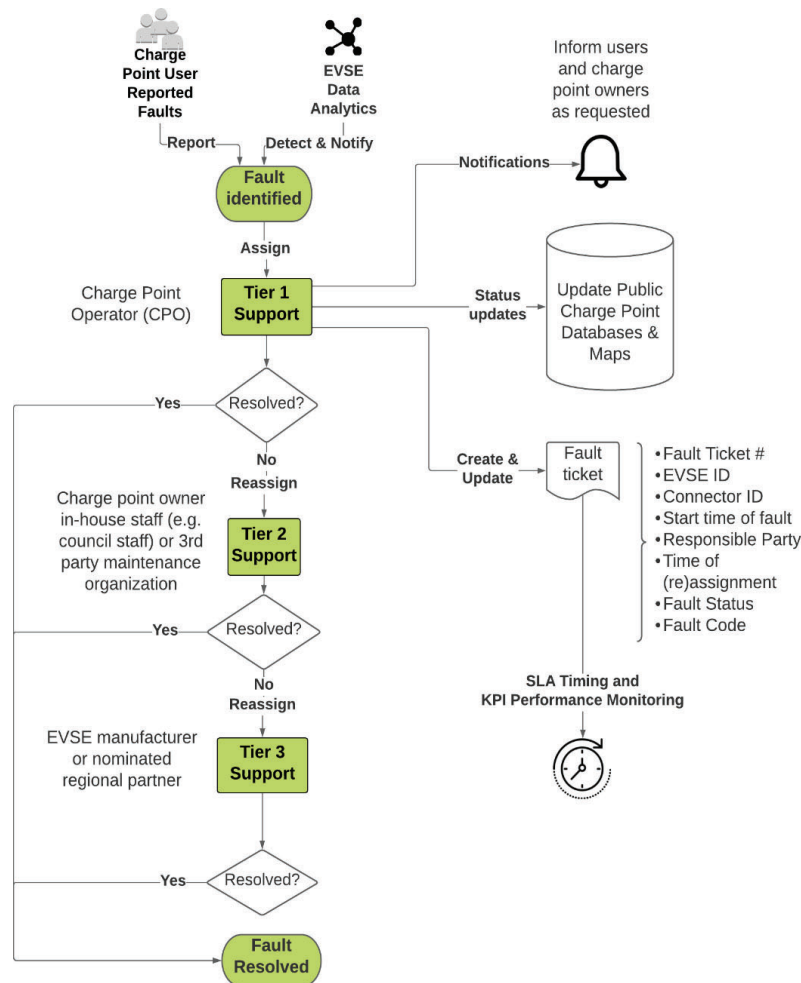 Charge
Point User
Reported
Faults
EVSE
Data
Analytics
Inform users
and charge
point owners
as requested
Report
Detect & Notify
Notifications
Fault
identified
Assign
Charge Point
Operator (CPO)
Tier 1
Support
Status
updates
Update Public
Charge Point
Databases &
Maps
Yes
Resolved?
No
Reassign
Create &
Update
Fault
ticket
•Fault Ticket #
•EVSE ID
•Connector ID
•Start time of fault
•Responsible Party
•Time of
(re)assignment
•Fault Status
•Fault Code
Charge point owner
in-house staff (e.g.
council staff) or 3rd
party maintenance
organization
Tier 2
Support
Yes
Resolved?
No
Reassign
SLA Timing and
KPI Performance Monitoring
EVSE manufacturer
or nominated
regional partner
Tier 3
Support
Yes
Resolved?
Fault
Resolved